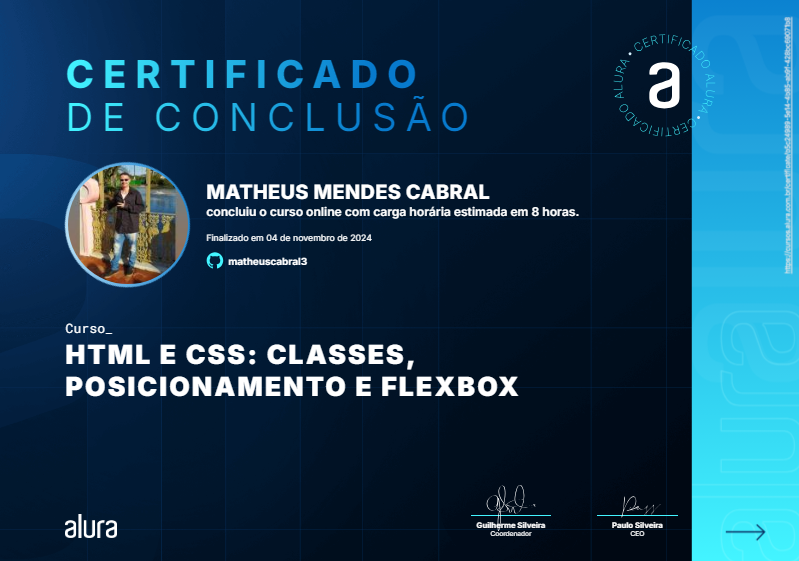 CERTIFICADO
DE CONCLUSÃO
CERTIFICADO ALURA • CERTIFICADO ALURA •
a
MATHEUS MENDES CABRAL
concluiu o curso online com carga horária estimada em 8 horas.
Finalizado em 04 de novembro de 2024
matheuscabral3
Curso_
HTML E CSS: CLASSES,
POSICIONAMENTO E FLEXBOX
alura
Guilherme Silveira
Coordenador
Paulo Silveira
CEO
alura